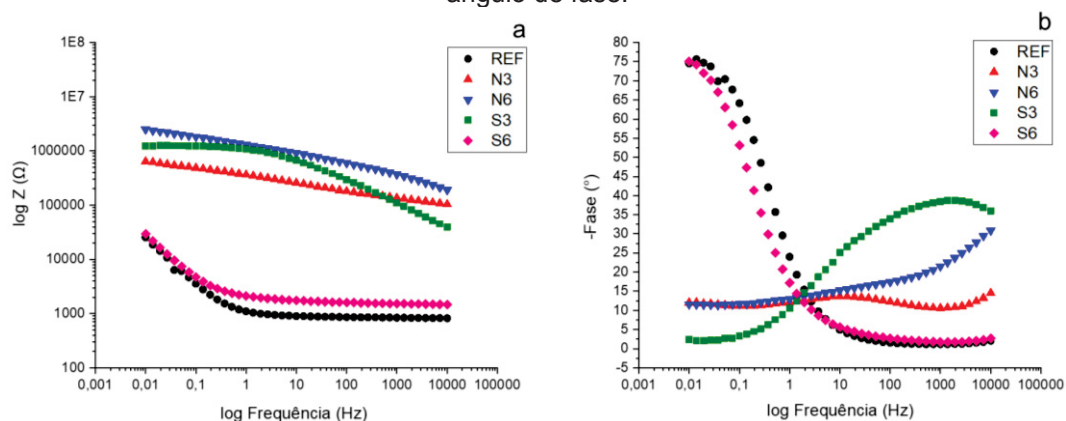 ângulo de fase.
a
1E8
1E7
1000000
100000
10000
1000
100
log Z (Ω)
0,001
0,01
0,1
1
10
100
1000
10000
100000
log Frequência (Hz)
REF
N3
N6
S3
S6
b
80
75
70
65
60
55
50
45
40
35
30
25
20
15
10
5
0
-5
-Fase (°)
0,001
0,01
0,1
1
10
100
1000
10000
100000
log Frequência (Hz)
REF
N3
N6
S3
S6